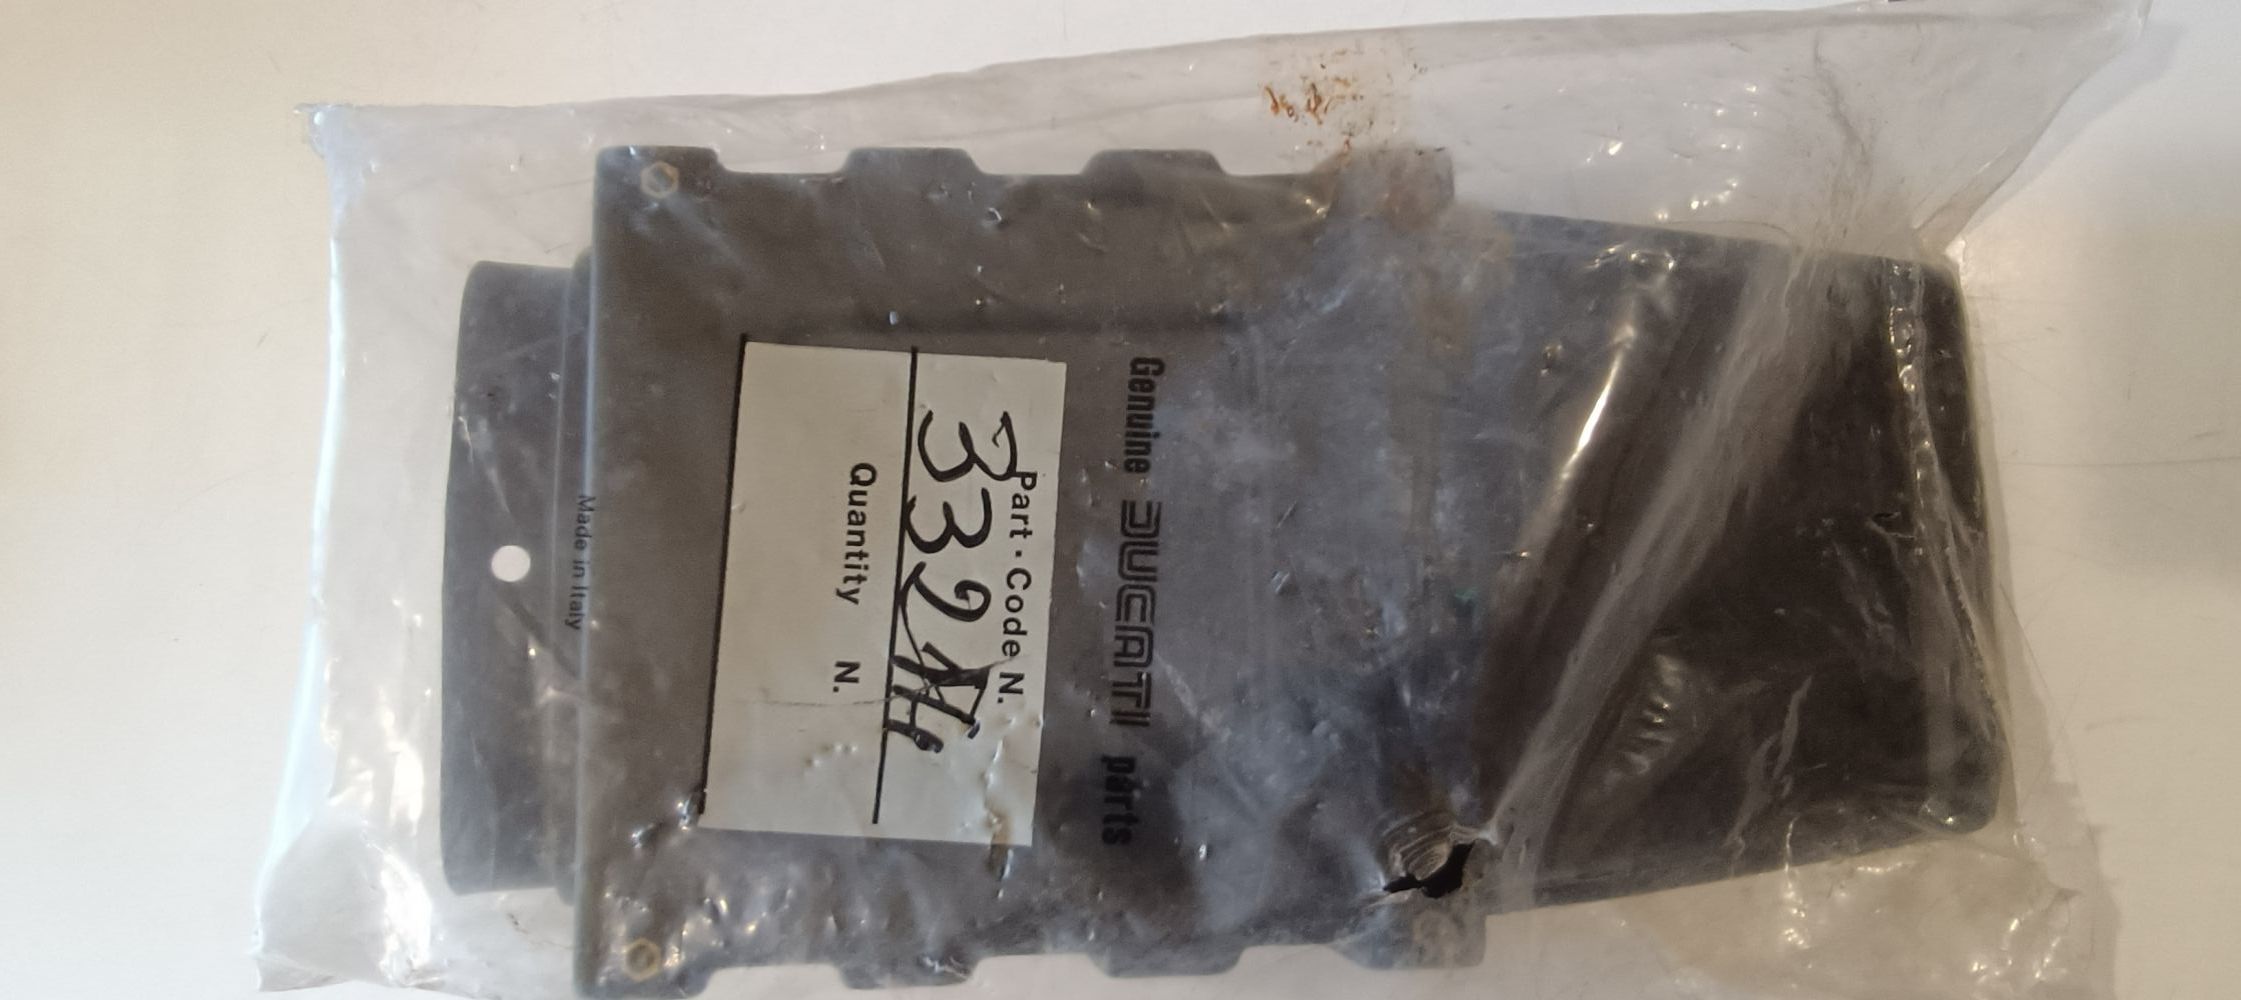 Genuine DUCATI parts
Part. Code N.
Quantity N.
Made in Italy